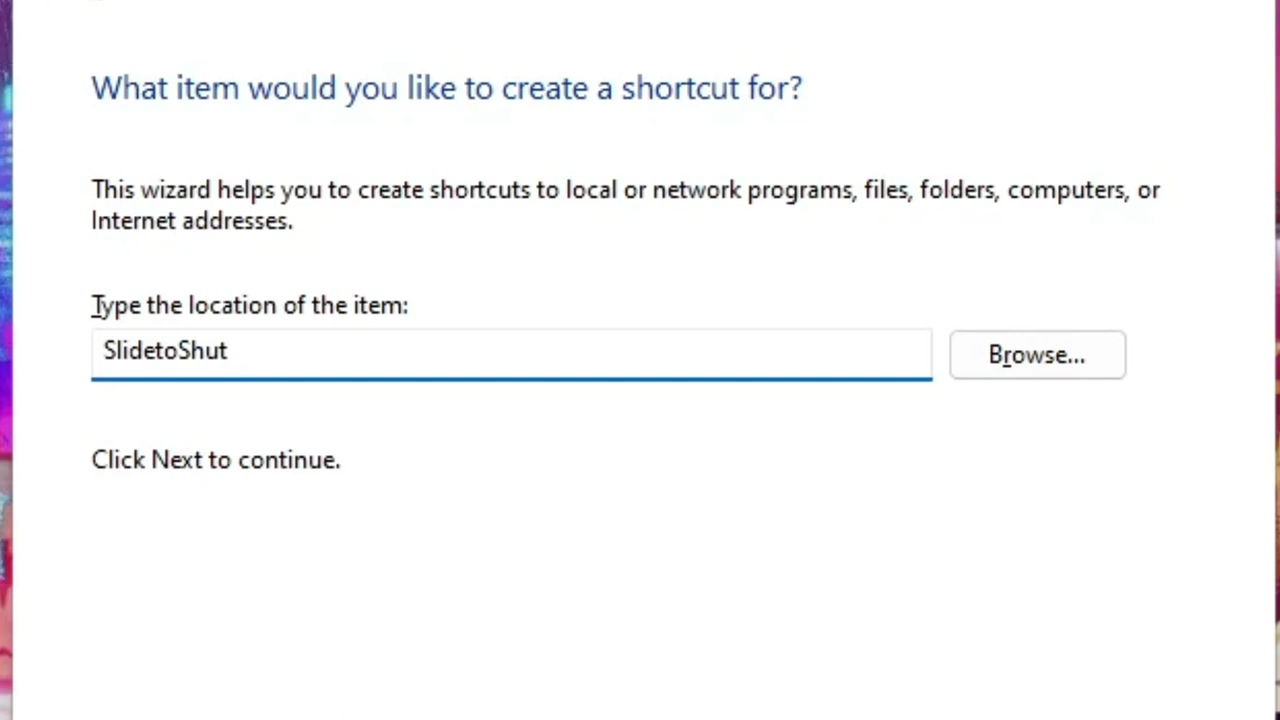 What item would you like to create a shortcut for?
This wizard helps you to create shortcuts to local or network programs, files, folders, computers, or
Internet addresses.
Type the location of the item:
SlidetoShut
Browse...
Click Next to continue.